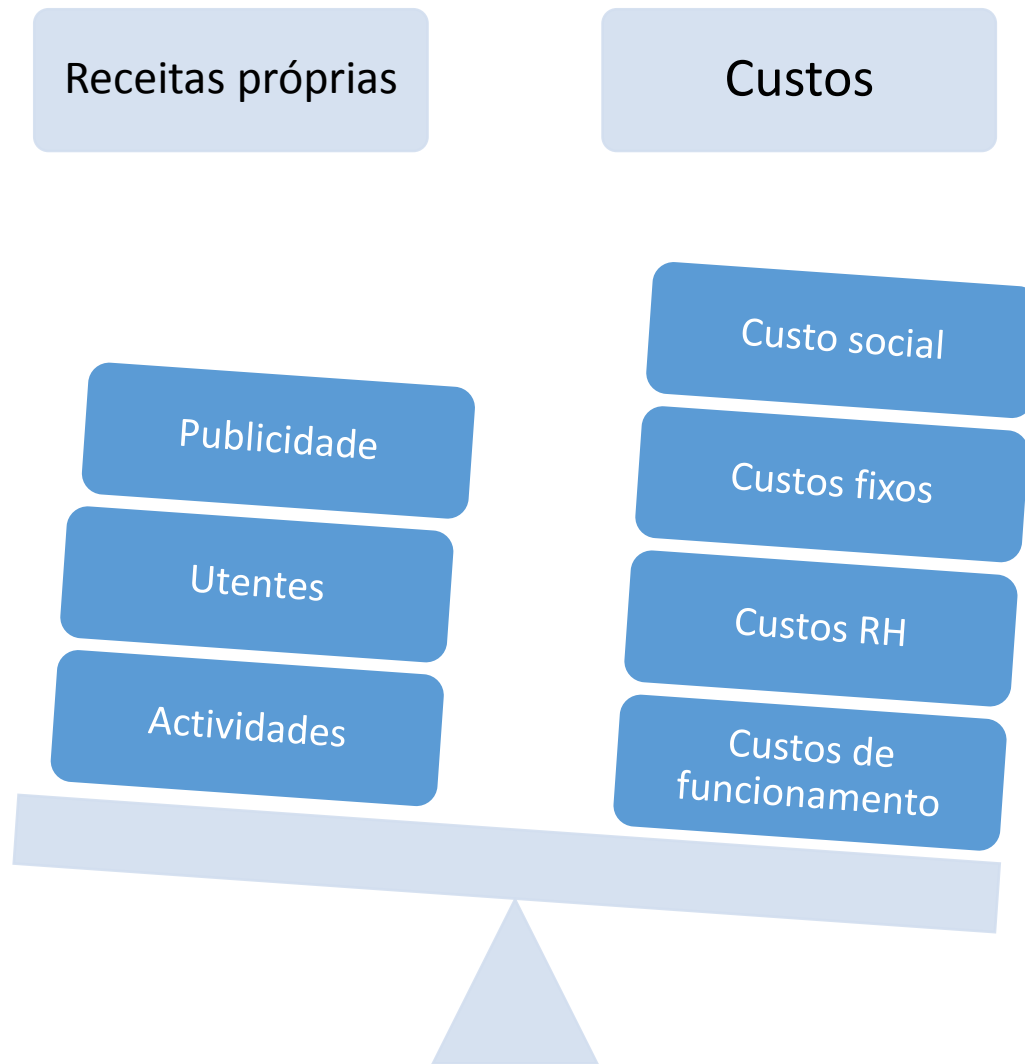 Receitas próprias
Custos
Publicidade
Utentes
Actividades
Custo social
Custos fixos
Custos RH
Custos de
funcionamento